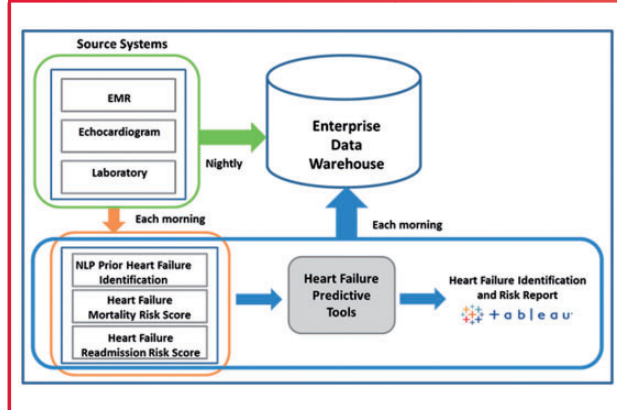 Source Systems
EMR
Echocardiogram
Laboratory
Nightly
Enterprise
Data
Warehouse
Each morning
Each morning
NLP Prior Heart Failure
Identification
Heart Failure
Mortality Risk Score
Heart Failure
Readmission Risk Score
Heart Failure
Predictive
Tools
Heart Failure Identification
and Risk Report
+ a b l e a u